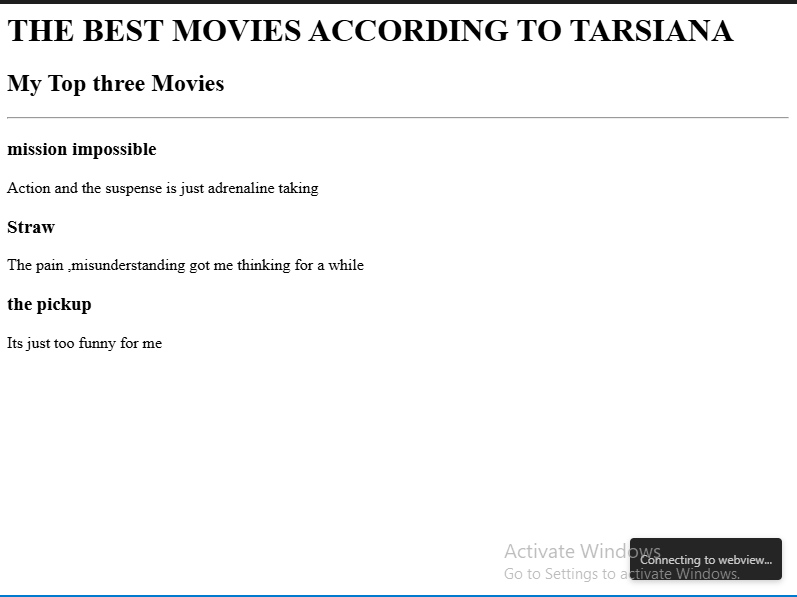 THE BEST MOVIES ACCORDING TO TARSIANA
My Top three Movies
mission impossible
Action and the suspense is just adrenaline taking
Straw
The pain ,misunderstanding got me thinking for a while
the pickup
Its just too funny for me
Activate Windows
Connecting to webview...
Go to Settings to activate Windows.